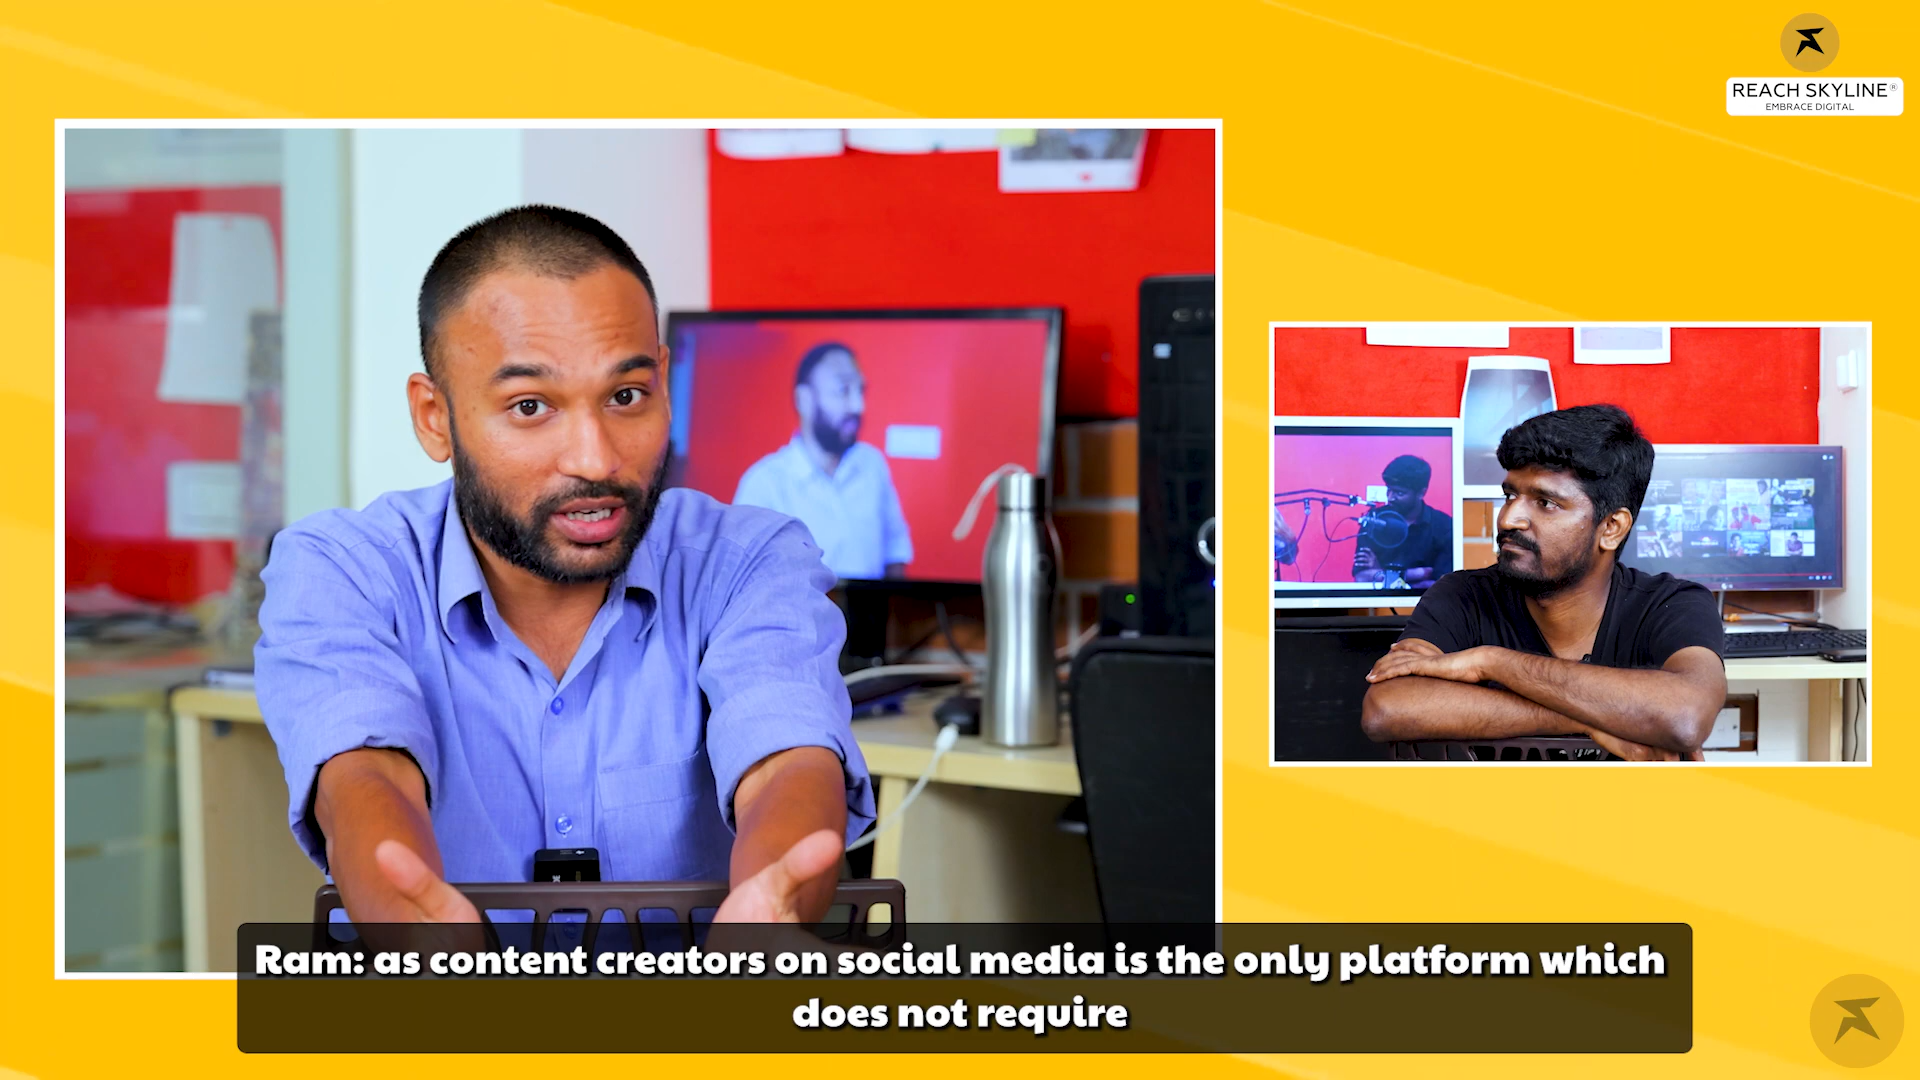 REACH SKYLINE®
EMBRACE DIGITAL
Ram: as content creators on social media is the only platform which
does not require